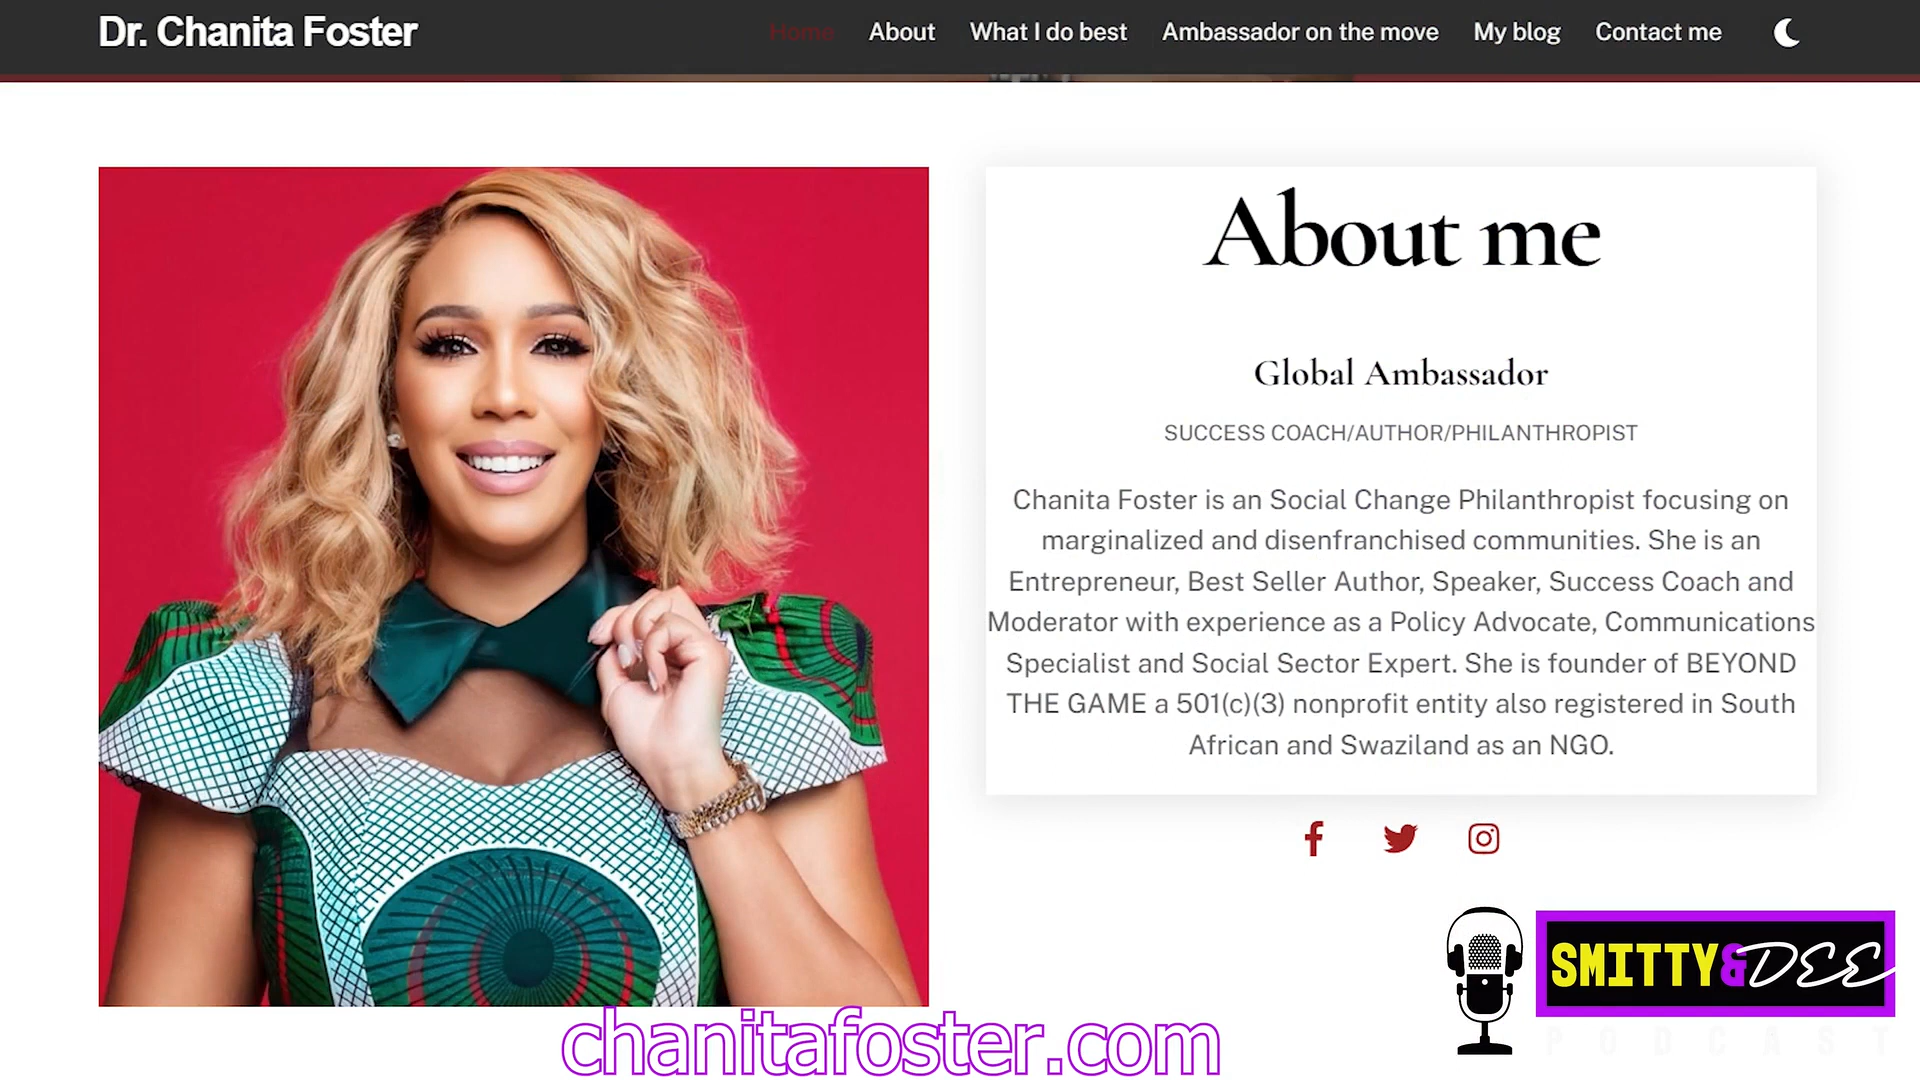 Dr. Chanita Foster
Home About What I do best Ambassador on the move My blog Contact me
About me
Global Ambassador
SUCCESS COACH/AUTHOR/PHILANTHROPIST
Chanita Foster is an Social Change Philanthropist focusing on
marginalized and disenfranchised communities. She is an
Entrepreneur, Best Seller Author, Speaker, Success Coach and
Moderator with experience as a Policy Advocate, Communications
Specialist and Social Sector Expert. She is founder of BEYOND
THE GAME a 501(c)(3) nonprofit entity also registered in South
African and Swaziland as an NGO.
SMITTY&DEE
PODCAST
chanitafoster.com